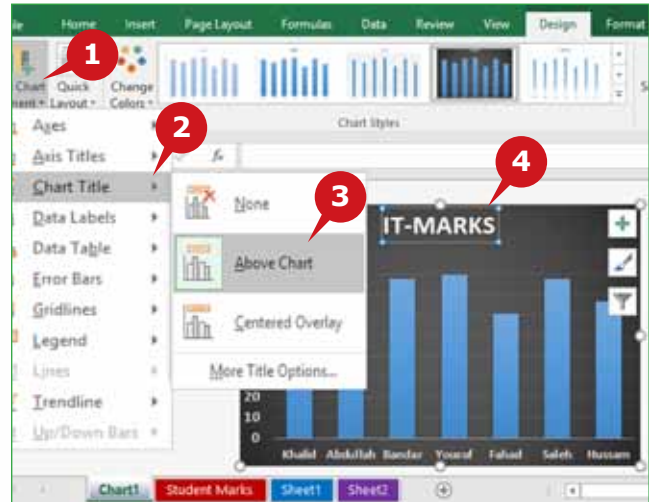 Home Insert Page Layout Formulas Data Review View Design Format
1
Chart Quick Change
Layout Colors
Chart Styles
2
Axes
Axis Titles
fx
Chart Title
3
4
None
IT-MARKS
Data Labels
Data Table
Above Chart
Error Bars
Gridlines
Centered Overlay
Legend
Lines
More Title Options...
Trendline
20
10
Up/Down Bars
0
Khalid Abdullah Bandar Yousof Fahad Saleh Hussam
Chart1 Student Marks Sheet1 Sheet2